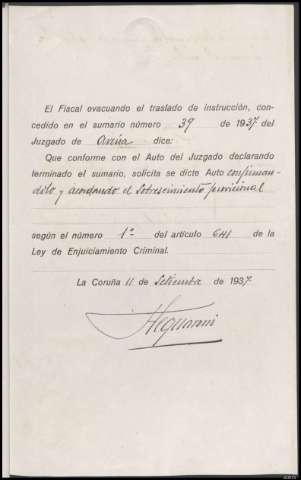 El Fiscal evacuando el traslado de instrucción, con-
cedido en el sumario número 39 de 1937 del
Juzgado de dice:
Que conforme con el Auto del Juzgado declarando
terminado el sumario, solicita se dicte Auto confirman-
dolo y acordando el Sobreseimiento provisional
según el número 1º del artículo 641 de la
Ley de Enjuiciamiento Criminal.
La Coruña 11 de Setiembre de 1937.